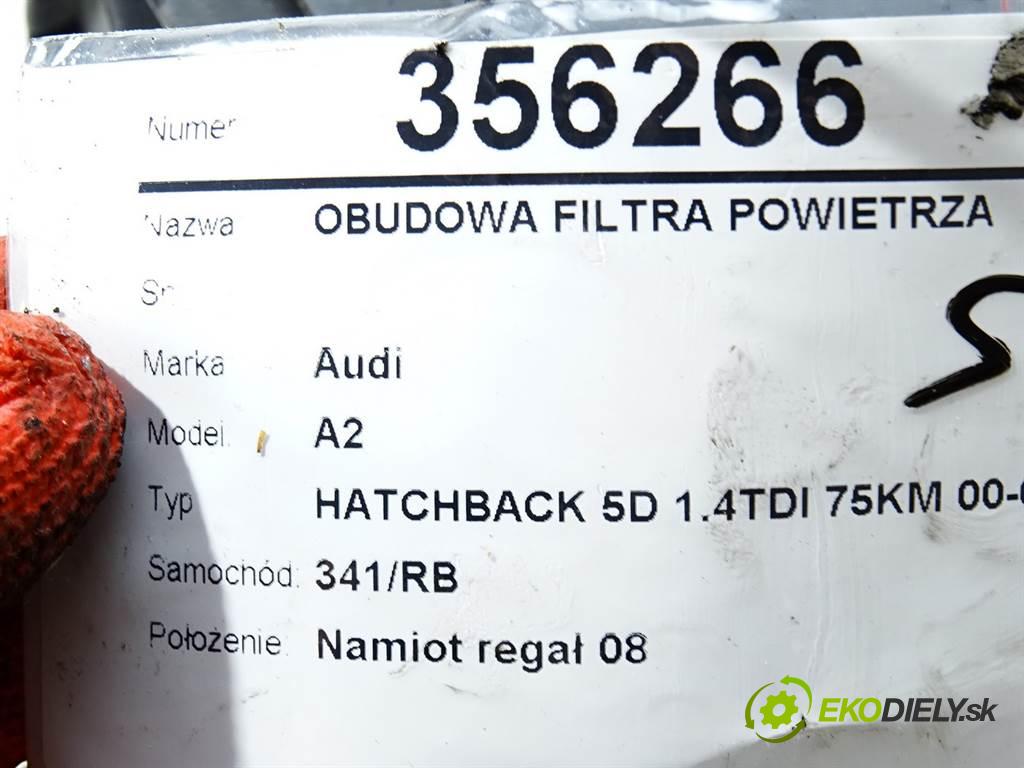 Numer 356266
Nazwa OBUDOWA FILTRA POWIETRZA
Marka Audi
Model A2
Typ HATCHBACK 5D 1.4TDI 75KM 00-
Samochód: 341/RB
Położenie: Namiot regał 08
EKODIELY.sk